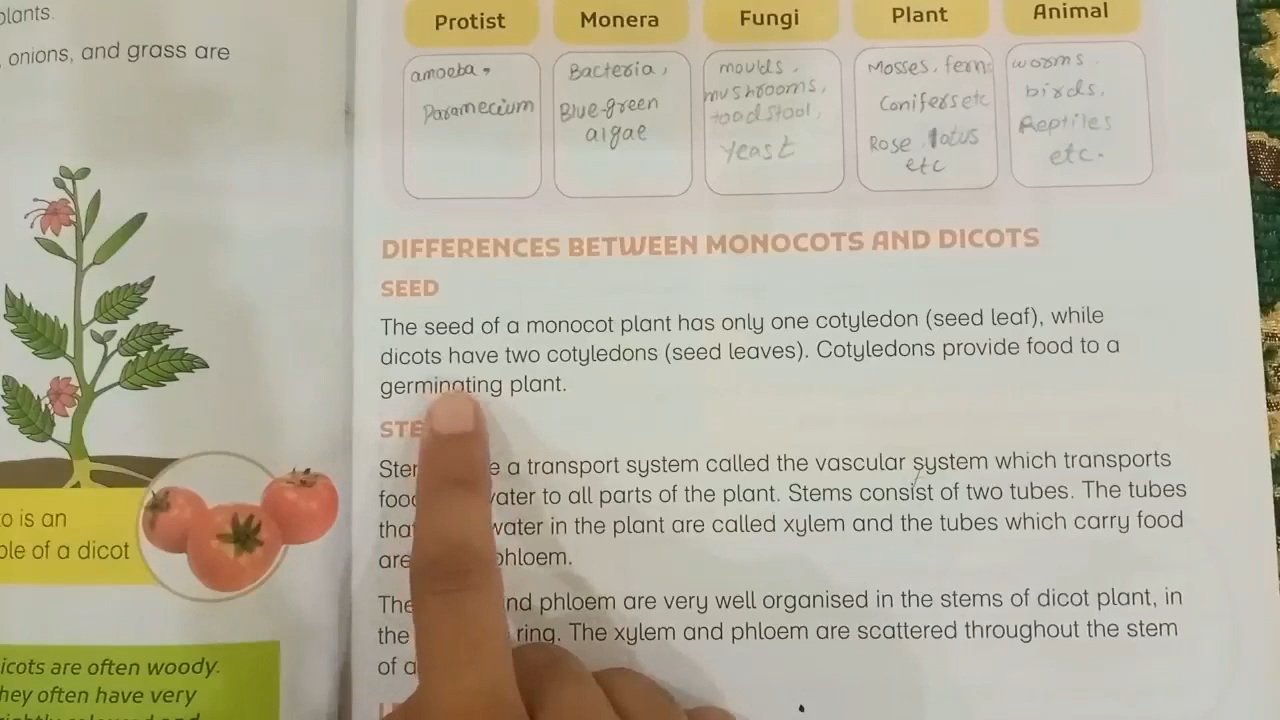 plants.
, onions, and grass are
o is an
ple of a dicot
icots are often woody.
hey often have very
Protist Monera Fungi Plant Animal
amoeba, Bacteria, moulds, Mosses, ferns worms.
Paramecium Blue-green mushrooms, Conifers etc birds.
algae toadstool, Rose, lotus Reptiles
yeast etc etc.
DIFFERENCES BETWEEN MONOCOTS AND DICOTS
SEED
The seed of a monocot plant has only one cotyledon (seed leaf), while
dicots have two cotyledons (seed leaves). Cotyledons provide food to a
germinating plant.
STE
Ste e a transport system called the vascular system which transports
foo water to all parts of the plant. Stems consist of two tubes. The tubes
tha water in the plant are called xylem and the tubes which carry food
are phloem.
The nd phloem are very well organised in the stems of dicot plant, in
the ring. The xylem and phloem are scattered throughout the stem
of a